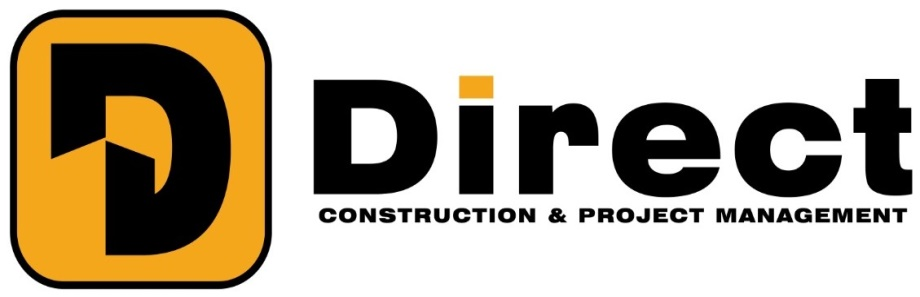 D
Direct
CONSTRUCTION & PROJECT MANAGEMENT